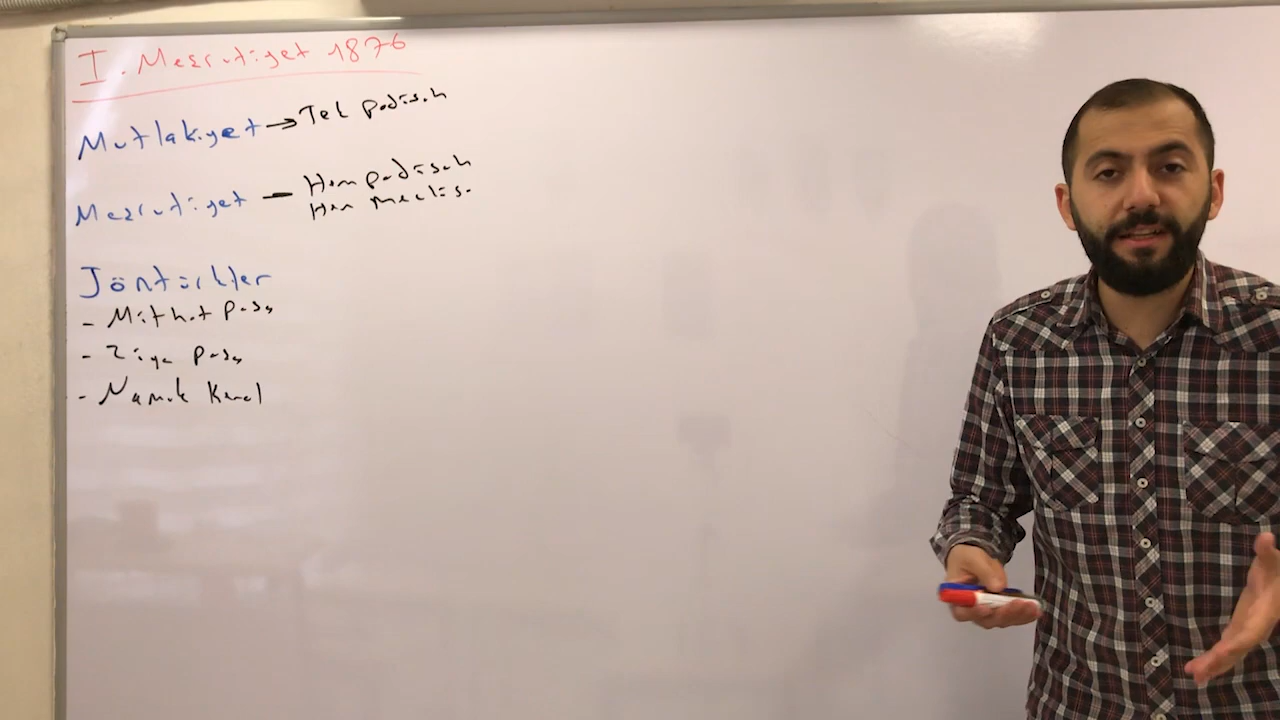 I. Meşrutiyet 1876
Mutlakiyet → Tek padişah
Meşrutiyet — Hem padişah
Hem meclis.
Jöntürkler
- Mithat Paşa
- Ziya Paşa
- Namık Kemal